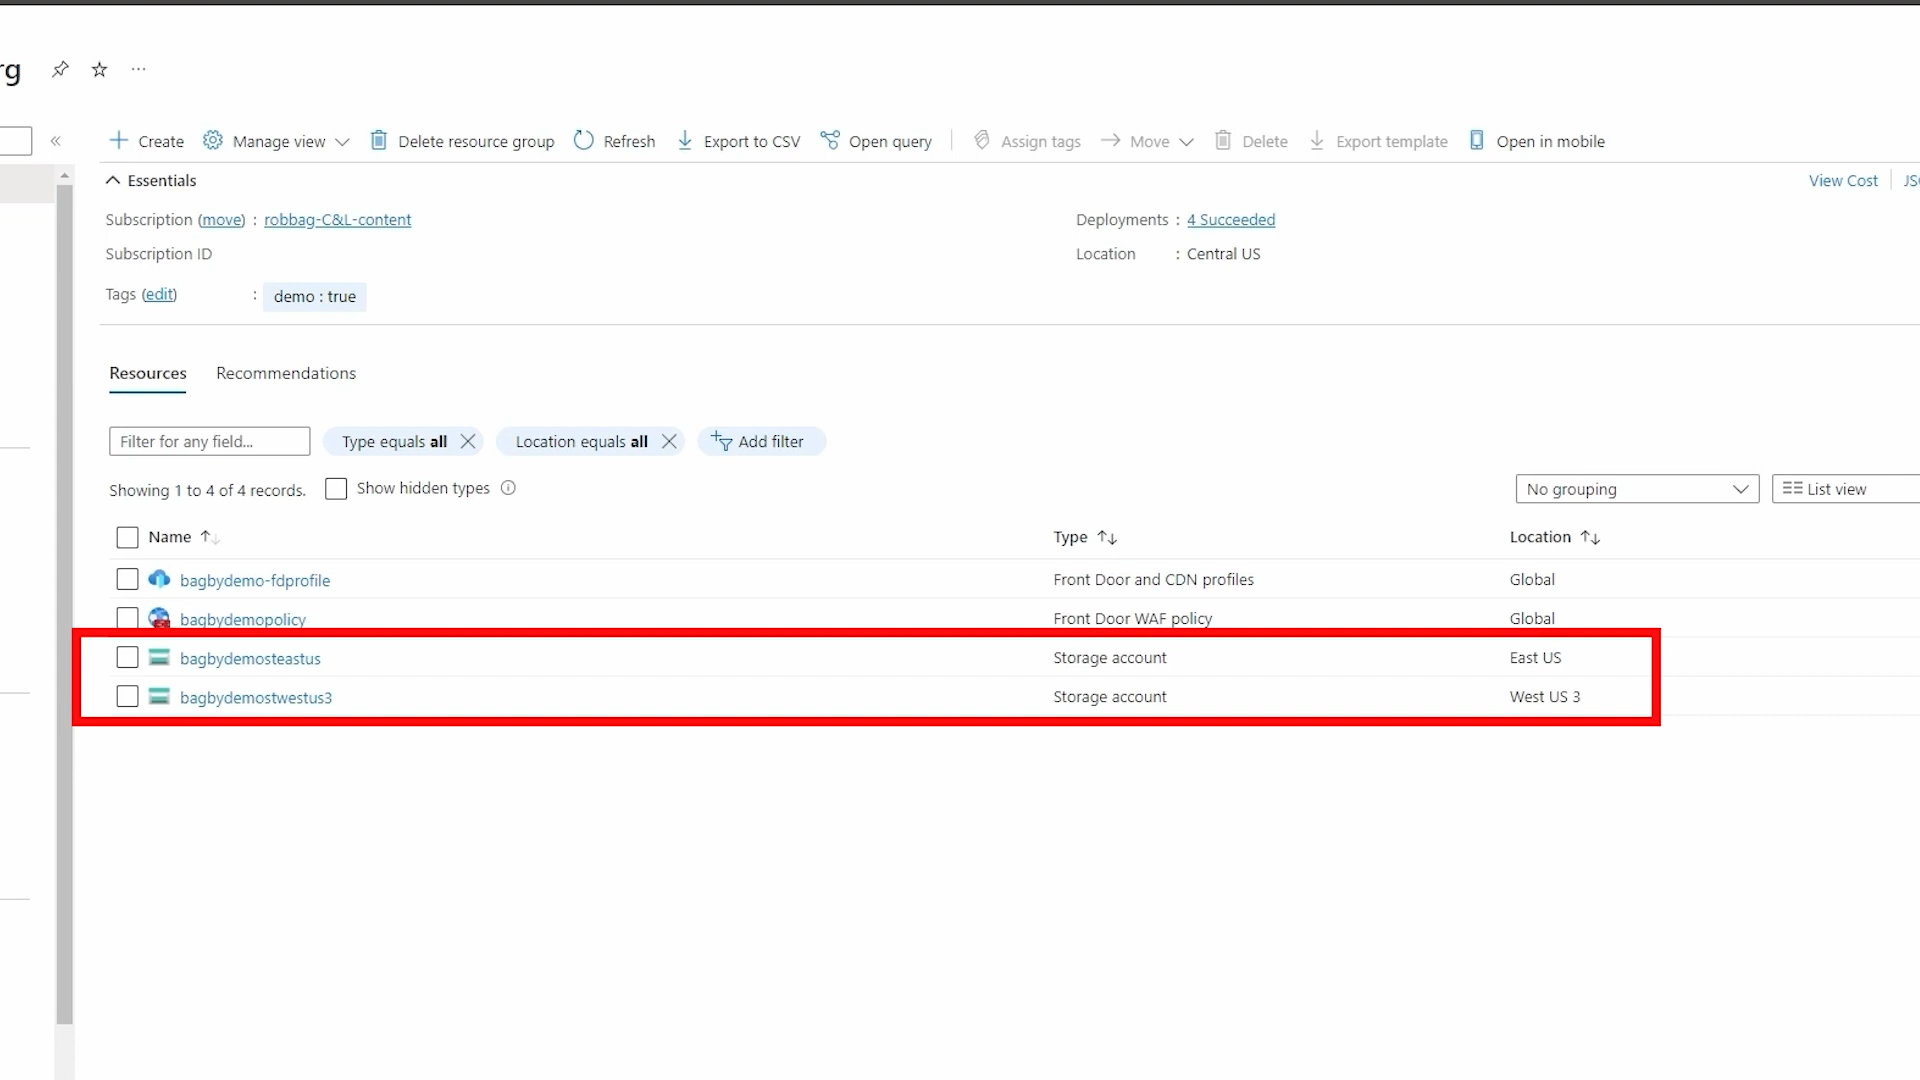 rg
Create Manage view Delete resource group Refresh Export to CSV Open query Assign tags Move Delete Export template Open in mobile
Essentials View Cost JS
Subscription (move) : robbag-C&L-content Deployments : 4 Succeeded
Subscription ID Location : Central US
Tags (edit) : demo : true
Resources Recommendations
Filter for any field... Type equals all Location equals all Add filter
Showing 1 to 4 of 4 records. Show hidden types No grouping List view
Name Type Location
bagbydemo-fdprofile Front Door and CDN profiles Global
bagbydemopolicy Front Door WAF policy Global
bagbydemosteastus Storage account East US
bagbydemostwestus3 Storage account West US 3